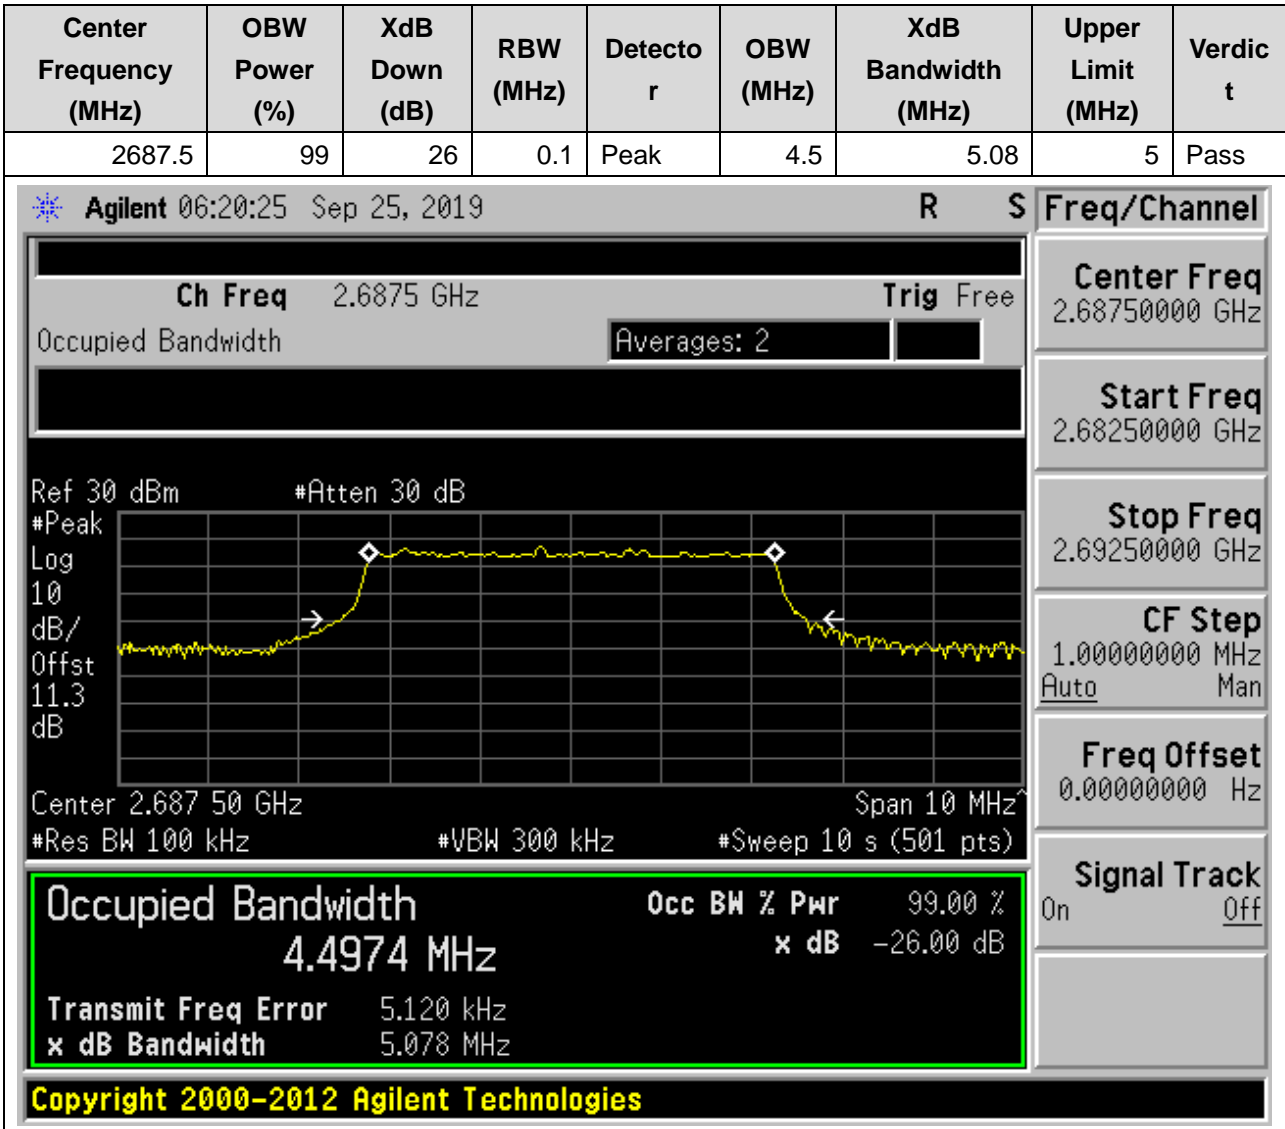 Center Frequency (MHz) OBW Power (%) XdB Down (dB) RBW (MHz) Detecto r OBW (MHz) XdB Bandwidth (MHz) Upper Limit (MHz) Verdic t
2687.5 99 26 0.1 Peak 4.5 5.08 5 Pass
Agilent 06:20:25 Sep 25, 2019 R S Freq/Channel
Ch Freq 2.6875 GHz Trig Free
Occupied Bandwidth Averages: 2
Center Freq
2.68750000 GHz
Start Freq
2.68250000 GHz
Stop Freq
2.69250000 GHz
CF Step
1.00000000 MHz
Auto Man
Freq Offset
0.00000000 Hz
Signal Track
On Off
Ref 30 dBm #Atten 30 dB
#Peak
Log
10
dB/
Offst
11.3
dB
Center 2.687 50 GHz Span 10 MHz^
#Res BW 100 kHz #VBW 300 kHz #Sweep 10 s (501 pts)
Occupied Bandwidth Occ BW % Pwr 99.00 %
4.4974 MHz x dB -26.00 dB
Transmit Freq Error 5.120 kHz
x dB Bandwidth 5.078 MHz
Copyright 2000-2012 Agilent Technologies